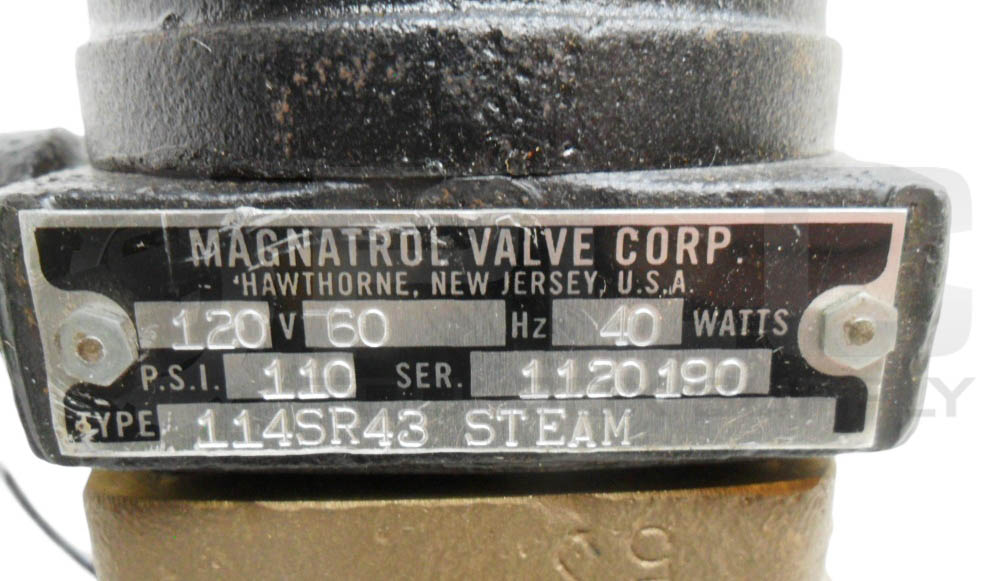 MAGNATROL VALVE CORP.
HAWTHORNE, NEW JERSEY, U.S.A.
120 V 60 Hz 40 WATTS
P.S.I. 110 SER. 1120190
TYPE 114SR43 STEAM